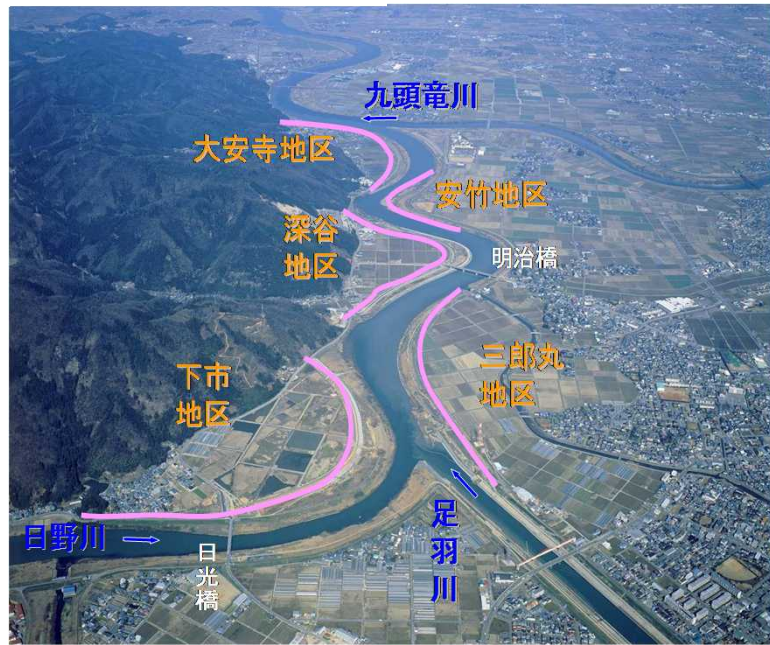 九頭竜川
大安寺地区
安竹地区
深谷
地区
明治橋
三郎丸
地区
下市
地区
足羽川
日野川
日光橋